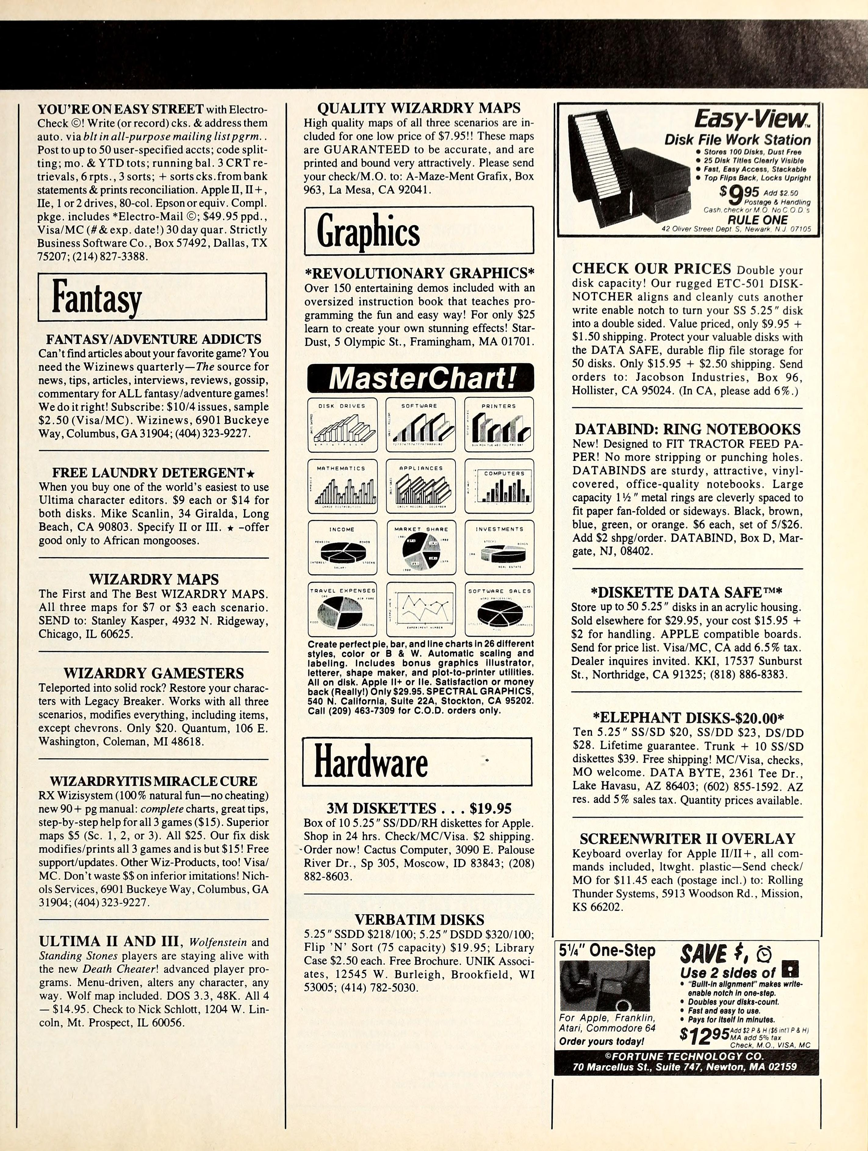 YOU'RE ON EASY STREET with Electro-
Check ©! Write (or record) cks. & address them
auto. via blt in all-purpose mailing list pgrm. .
Post to up to 50 user-specified accts; code split-
ting; mo. & YTD tots; running bal. 3 CRT re-
trievals, 6 rpts., 3 sorts; + sorts cks. from bank
statements & prints reconciliation. Apple II, II+,
IIe, 1 or 2 drives, 80-col. Epson or equiv. Compl.
pkge. includes *Electro-Mail ©; $49.95 ppd.,
Visa/MC (# & exp. date!) 30 day quar. Strictly
Business Software Co., Box 57492, Dallas, TX
75207; (214) 827-3388.
Fantasy
FANTASY/ADVENTURE ADDICTS
Can't find articles about your favorite game? You
need the Wizinews quarterly—The source for
news, tips, articles, interviews, reviews, gossip,
commentary for ALL fantasy/adventure games!
We do it right! Subscribe: $10/4 issues, sample
$2.50 (Visa/MC). Wizinews, 6901 Buckeye
Way, Columbus, GA 31904; (404) 323-9227.
FREE LAUNDRY DETERGENT★
When you buy one of the world's easiest to use
Ultima character editors. $9 each or $14 for
both disks. Mike Scanlin, 34 Giralda, Long
Beach, CA 90803. Specify II or III. ★ –offer
good only to African mongooses.
WIZARDRY MAPS
The First and The Best WIZARDRY MAPS.
All three maps for $7 or $3 each scenario.
SEND to: Stanley Kasper, 4932 N. Ridgeway,
Chicago, IL 60625.
WIZARDRY GAMESTERS
Teleported into solid rock? Restore your charac-
ters with Legacy Breaker. Works with all three
scenarios, modifies everything, including items,
except chevrons. Only $20. Quantum, 106 E.
Washington, Coleman, MI 48618.
WIZARDRYITIS MIRACLE CURE
RX Wizisystem (100% natural fun—no cheating)
new 90+ pg manual: complete charts, great tips,
step-by-step help for all 3 games ($15). Superior
maps $5 (Sc. 1, 2, or 3). All $25. Our fix disk
modifies/prints all 3 games and is but $15! Free
support/updates. Other Wiz-Products, too! Visa/
MC. Don't waste $$ on inferior imitations! Nich-
ols Services, 6901 Buckeye Way, Columbus, GA
31904; (404) 323-9227.
ULTIMA II AND III, Wolfenstein and
Standing Stones players are staying alive with
the new Death Cheater! advanced player pro-
grams. Menu-driven, alters any character, any
way. Wolf map included. DOS 3.3, 48K. All 4
— $14.95. Check to Nick Schlott, 1204 W. Lin-
coln, Mt. Prospect, IL 60056.
QUALITY WIZARDRY MAPS
High quality maps of all three scenarios are in-
cluded for one low price of $7.95!! These maps
are GUARANTEED to be accurate, and are
printed and bound very attractively. Please send
your check/M.O. to: A-Maze-Ment Grafix, Box
963, La Mesa, CA 92041.
Graphics
*REVOLUTIONARY GRAPHICS*
Over 150 entertaining demos included with an
oversized instruction book that teaches pro-
gramming the fun and easy way! For only $25
learn to create your own stunning effects! Star-
Dust, 5 Olympic St., Framingham, MA 01701.
MasterChart!
DISK DRIVES
SOFTWARE
PRINTERS
MATHEMATICS
APPLIANCES
COMPUTERS
INCOME
MARKET SHARE
INVESTMENTS
TRAVEL EXPENSES
SOFTWARE SALES
Create perfect pie, bar, and line charts in 26 different
styles, color or B & W. Automatic scaling and
labeling. Includes bonus graphics illustrator,
letterer, shape maker, and plot-to-printer utilities.
All on disk. Apple II+ or IIe. Satisfaction or money
back (Really!) Only $29.95. SPECTRAL GRAPHICS,
540 N. California, Suite 22A, Stockton, CA 95202.
Call (209) 463-7309 for C.O.D. orders only.
Hardware
3M DISKETTES . . . $19.95
Box of 10 5.25" SS/DD/RH diskettes for Apple.
Shop in 24 hrs. Check/MC/Visa. $2 shipping.
Order now! Cactus Computer, 3090 E. Palouse
River Dr., Sp 305, Moscow, ID 83843; (208)
882-8603.
VERBATIM DISKS
5.25" SSDD $218/100; 5.25" DSDD $320/100;
Flip 'N' Sort (75 capacity) $19.95; Library
Case $2.50 each. Free Brochure. UNIK Associ-
ates, 12545 W. Burleigh, Brookfield, WI
53005; (414) 782-5030.
Easy-View™
Disk File Work Station
• Stores 100 Disks, Dust Free
• 25 Disk Titles Clearly Visible
• Fast, Easy Access, Stackable
• Top Flips Back, Locks Upright
$9.95 Add $2.50
Postage & Handling
Cash, check or M.O. No C.O.D.'s
RULE ONE
42 Oliver Street Dept. S, Newark, N.J. 07105
CHECK OUR PRICES Double your
disk capacity! Our rugged ETC-501 DISK-
NOTCHER aligns and cleanly cuts another
write enable notch to turn your SS 5.25" disk
into a double sided. Value priced, only $9.95 +
$1.50 shipping. Protect your valuable disks with
the DATA SAFE, durable flip file storage for
50 disks. Only $15.95 + $2.50 shipping. Send
orders to: Jacobson Industries, Box 96,
Hollister, CA 95024. (In CA, please add 6%.)
DATABIND: RING NOTEBOOKS
New! Designed to FIT TRACTOR FEED PA-
PER! No more stripping or punching holes.
DATABINDS are sturdy, attractive, vinyl-
covered, office-quality notebooks. Large
capacity 1½" metal rings are cleverly spaced to
fit paper fan-folded or sideways. Black, brown,
blue, green, or orange. $6 each, set of 5/$26.
Add $2 shpg/order. DATABIND, Box D, Mar-
gate, NJ, 08402.
*DISKETTE DATA SAFE™*
Store up to 50 5.25" disks in an acrylic housing.
Sold elsewhere for $29.95, your cost $15.95 +
$2 for handling. APPLE compatible boards.
Send for price list. Visa/MC, CA add 6.5% tax.
Dealer inquires invited. KKI, 17537 Sunburst
St., Northridge, CA 91325; (818) 886-8383.
*ELEPHANT DISKS-$20.00*
Ten 5.25" SS/SD $20, SS/DD $23, DS/DD
$28. Lifetime guarantee. Trunk + 10 SS/SD
diskettes $39. Free shipping! MC/Visa, checks,
MO welcome. DATA BYTE, 2361 Tee Dr.,
Lake Havasu, AZ 86403; (602) 855-1592. AZ
res. add 5% sales tax. Quantity prices available.
SCREENWRITER II OVERLAY
Keyboard overlay for Apple II/II+, all com-
mands included, ltwght. plastic—Send check/
MO for $11.45 each (postage incl.) to: Rolling
Thunder Systems, 5913 Woodson Rd., Mission,
KS 66202.
5¼" One-Step
For Apple, Franklin,
Atari, Commodore 64
Order yours today!
SAVE $,
Use 2 sides of
• "Built-in alignment" makes write-
enable notch in one-step.
• Doubles your disks-count.
• Fast and easy to use.
• Pays for itself in minutes.
$12.95 Add $2 P & H ($6 int'l P & H)
MA add 5% tax
Check, M.O., VISA, MC
©FORTUNE TECHNOLOGY CO.
70 Marcellus St., Suite 747, Newton, MA 02159